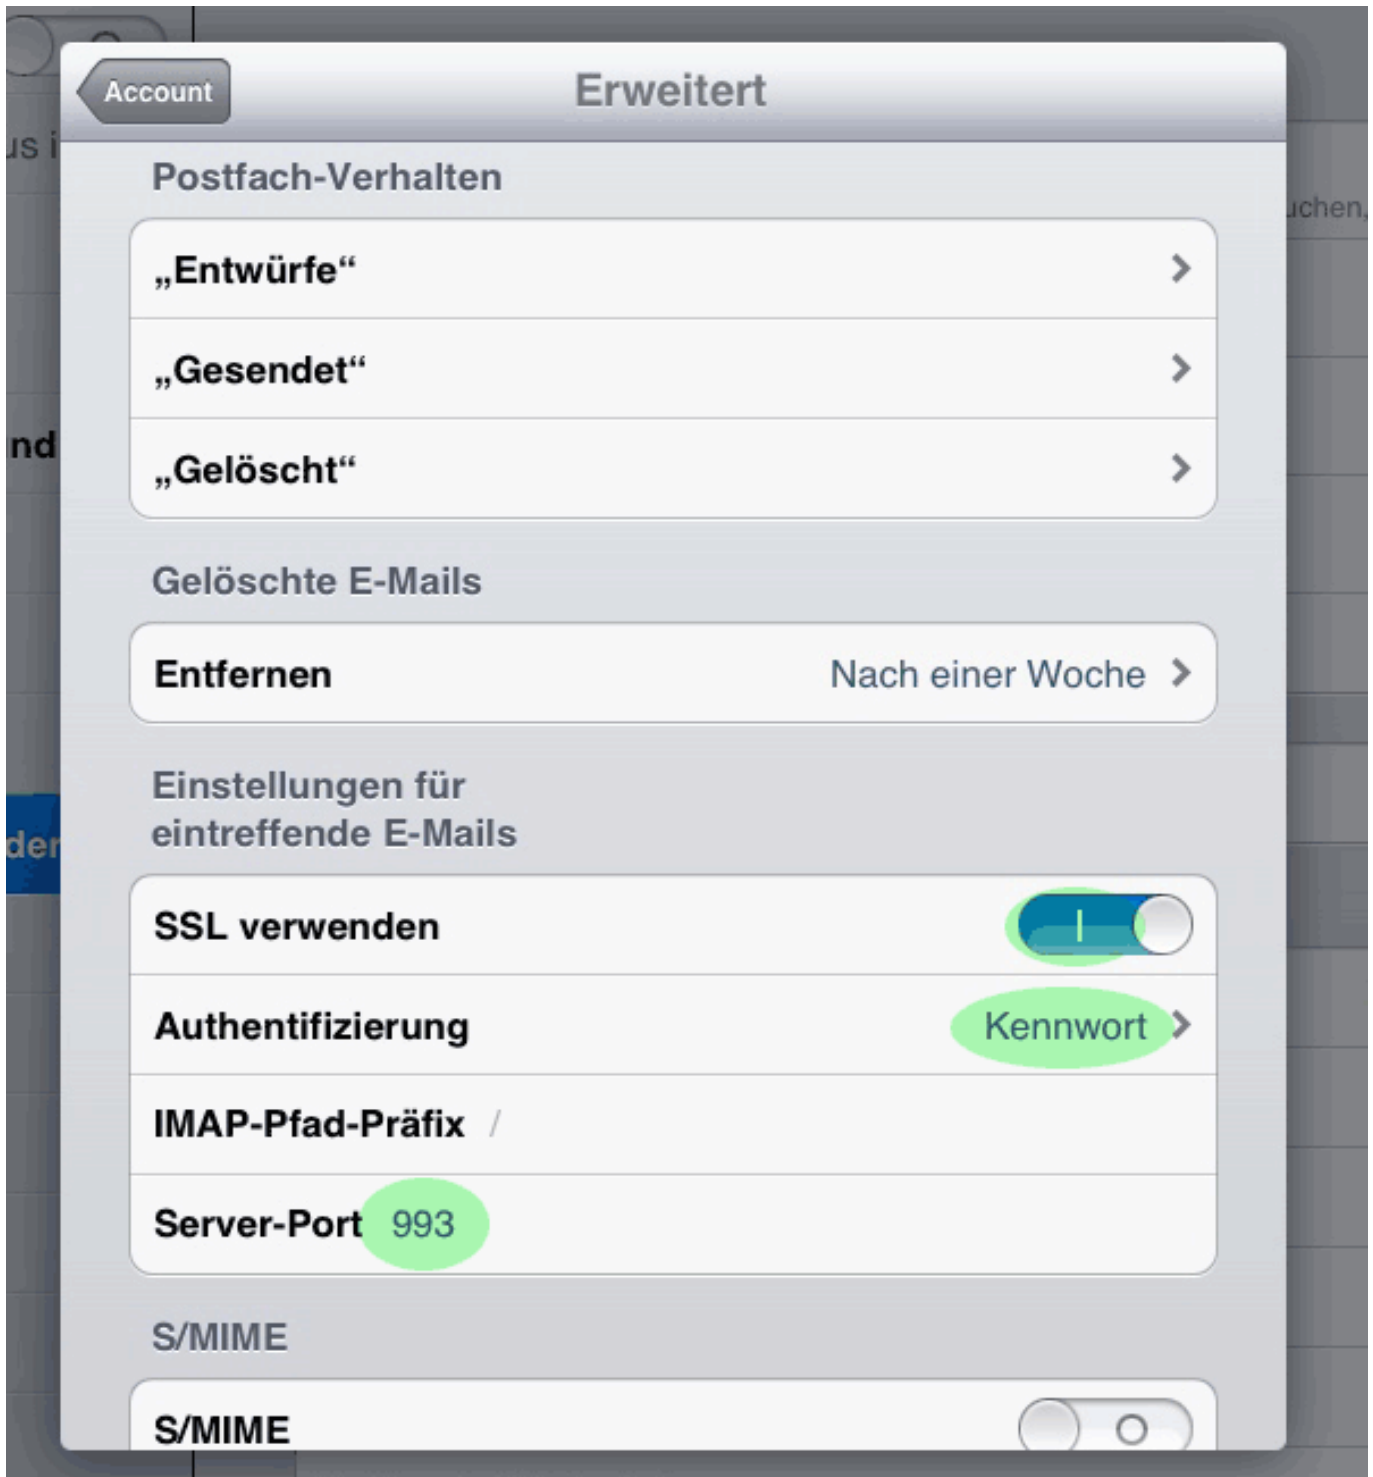 Account
Erweitert
Postfach-Verhalten
„Entwürfe“
„Gesendet“
„Gelöscht“
Gelöschte E-Mails
Entfernen Nach einer Woche
Einstellungen für
eintreffende E-Mails
SSL verwenden
Authentifizierung Kennwort
IMAP-Pfad-Präfix /
Server-Port 993
S/MIME
S/MIME